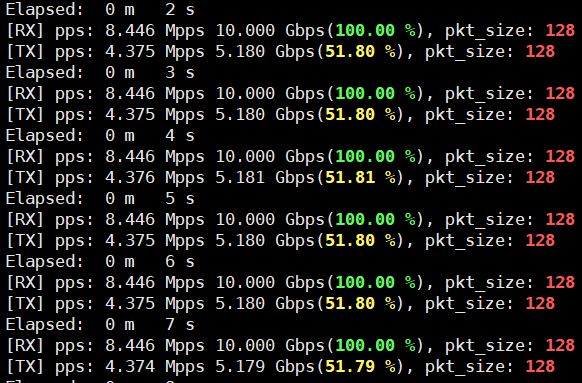 Elapsed:  0 m   2 s
[RX] pps: 8.446 Mpps 10.000 Gbps(100.00 %), pkt_size: 128
[TX] pps: 4.375 Mpps 5.180 Gbps(51.80 %), pkt_size: 128
Elapsed:  0 m   3 s
[RX] pps: 8.446 Mpps 10.000 Gbps(100.00 %), pkt_size: 128
[TX] pps: 4.375 Mpps 5.180 Gbps(51.80 %), pkt_size: 128
Elapsed:  0 m   4 s
[RX] pps: 8.446 Mpps 10.000 Gbps(100.00 %), pkt_size: 128
[TX] pps: 4.376 Mpps 5.181 Gbps(51.81 %), pkt_size: 128
Elapsed:  0 m   5 s
[RX] pps: 8.446 Mpps 10.000 Gbps(100.00 %), pkt_size: 128
[TX] pps: 4.375 Mpps 5.180 Gbps(51.80 %), pkt_size: 128
Elapsed:  0 m   6 s
[RX] pps: 8.446 Mpps 10.000 Gbps(100.00 %), pkt_size: 128
[TX] pps: 4.375 Mpps 5.180 Gbps(51.80 %), pkt_size: 128
Elapsed:  0 m   7 s
[RX] pps: 8.446 Mpps 10.000 Gbps(100.00 %), pkt_size: 128
[TX] pps: 4.374 Mpps 5.179 Gbps(51.79 %), pkt_size: 128